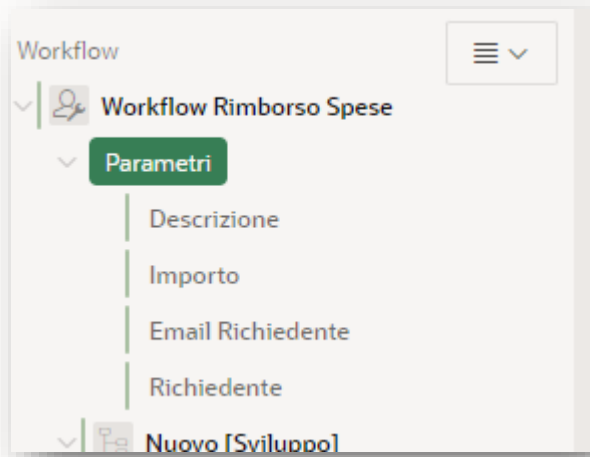 Workflow
Workflow Rimborso Spese
Parametri
Descrizione
Importo
Email Richiedente
Richiedente
Nuovo [Sviluppo]